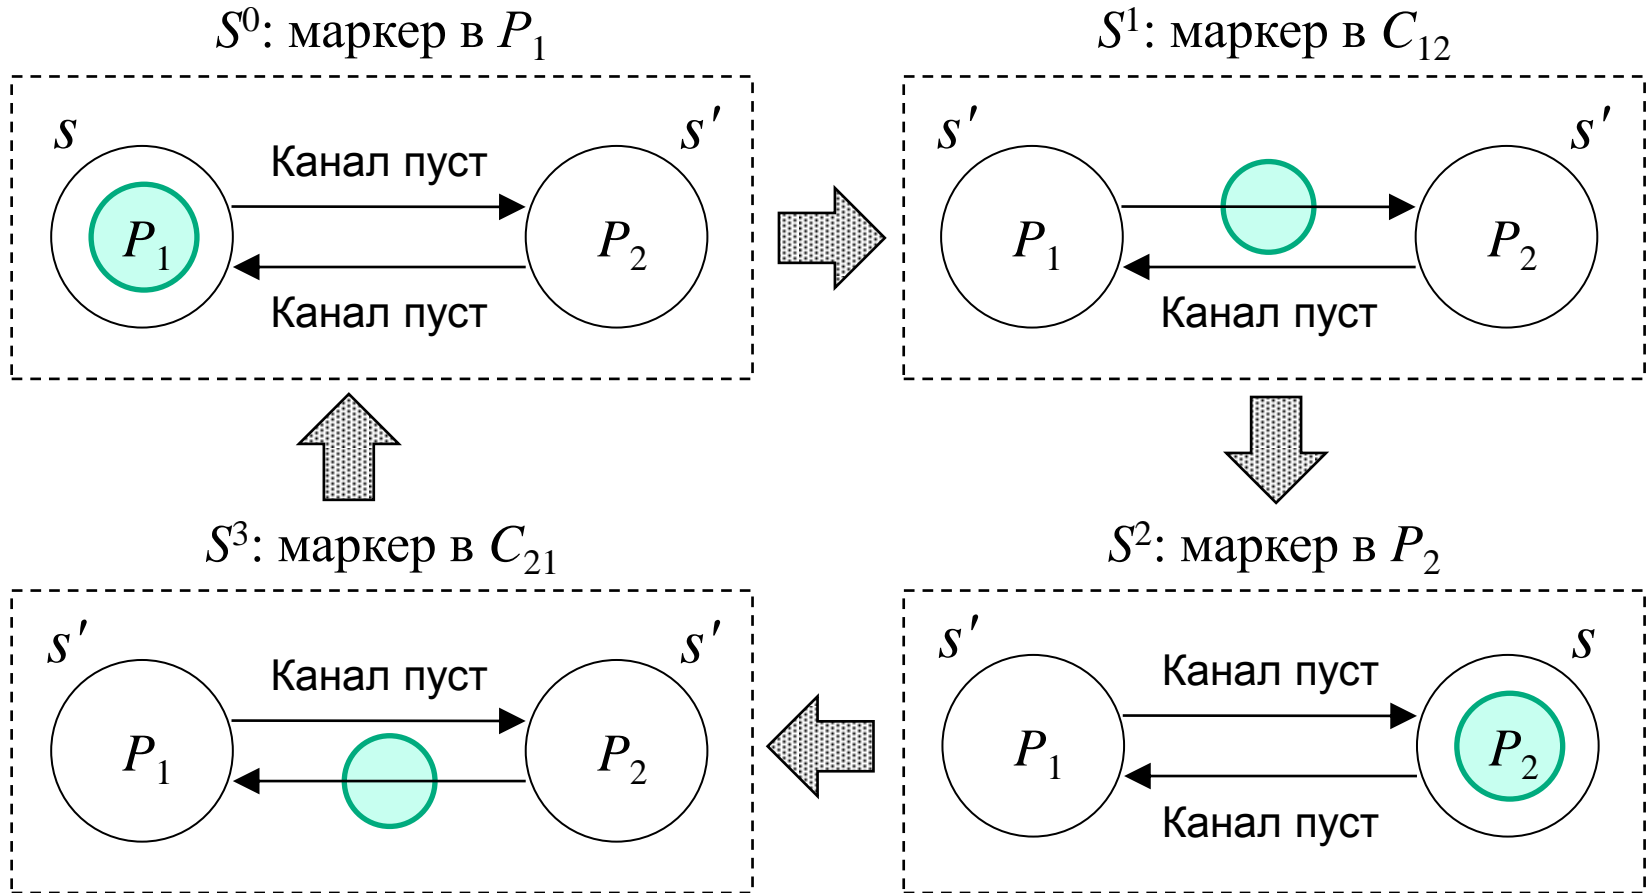 S⁰: маркер в P₁
s
s'
Канал пуст
P₁
P₂
Канал пуст
S¹: маркер в C₁₂
s'
s'
P₁
P₂
Канал пуст
S³: маркер в C₂₁
s'
s'
Канал пуст
P₁
P₂
S²: маркер в P₂
s'
s
Канал пуст
P₁
P₂
Канал пуст